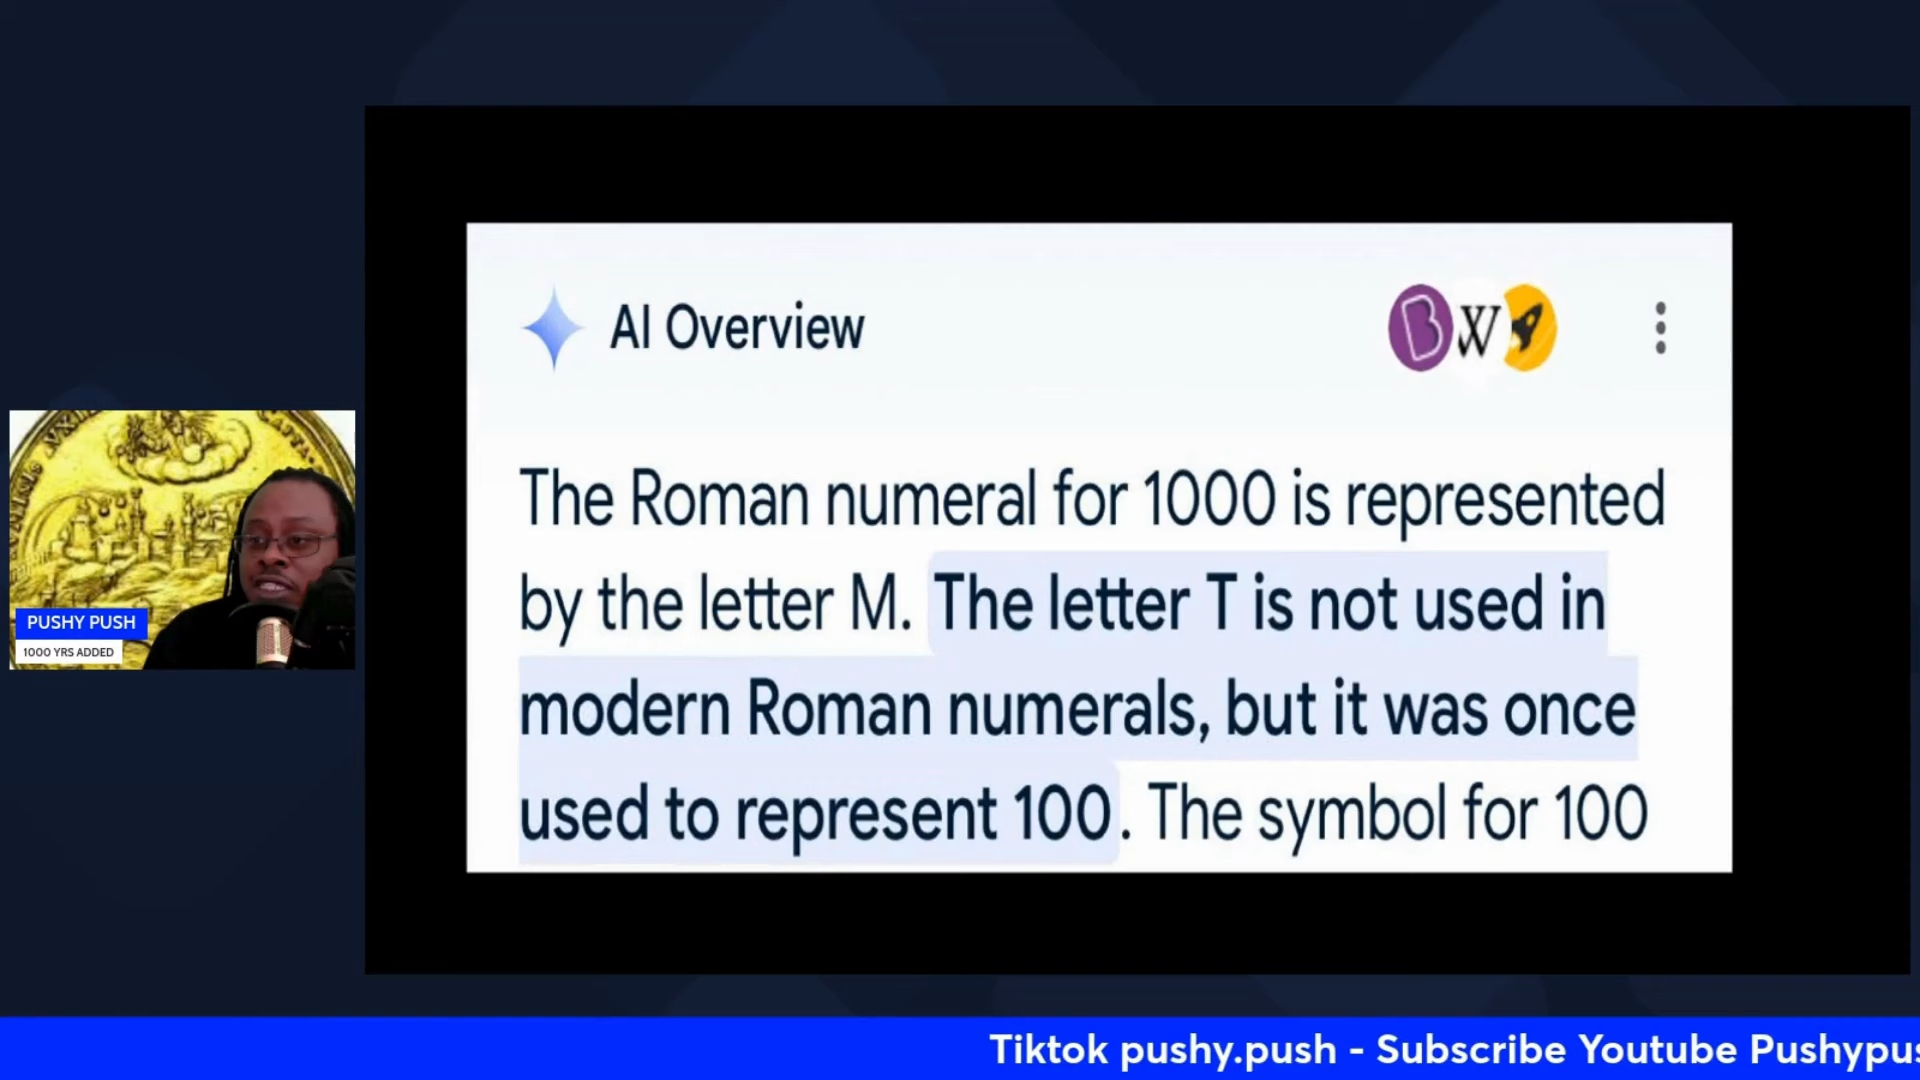 AI Overview
B W
The Roman numeral for 1000 is represented
by the letter M. The letter T is not used in
modern Roman numerals, but it was once
used to represent 100. The symbol for 100
PUSHY PUSH
1000 YRS ADDED
Tiktok pushy.push - Subscribe Youtube Pushypus